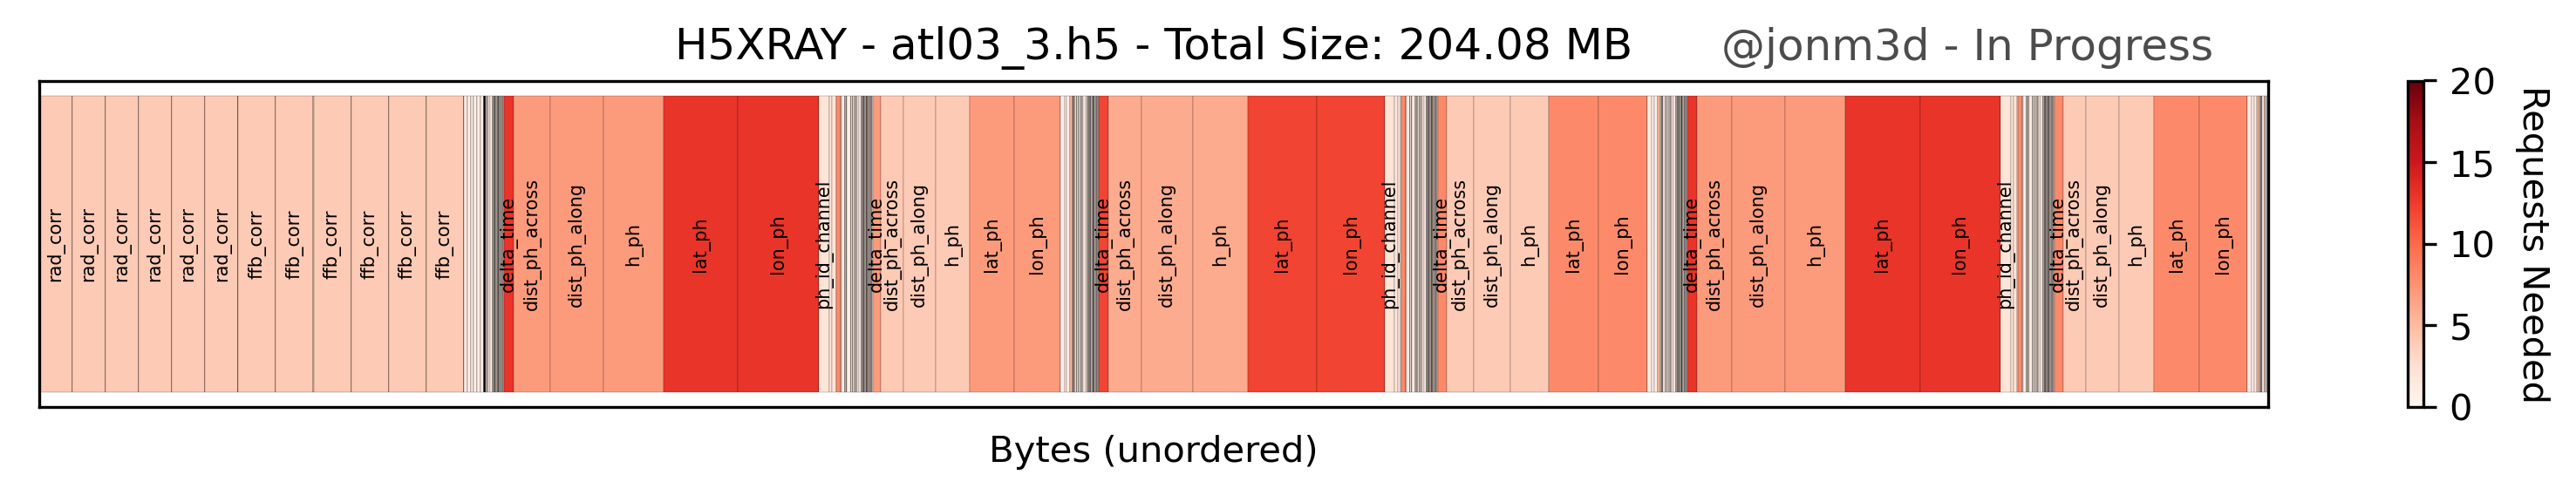 H5XRAY - atl03_3.h5 - Total Size: 204.08 MB
@jonm3d - In Progress
rad_corr
rad_corr
rad_corr
rad_corr
rad_corr
rad_corr
ffb_corr
ffb_corr
ffb_corr
ffb_corr
ffb_corr
ffb_corr
delta_time
dist_ph_across
dist_ph_along
h_ph
lat_ph
lon_ph
ph_id_channel
delta_time
dist_ph_across
dist_ph_along
h_ph
lat_ph
lon_ph
delta_time
dist_ph_across
dist_ph_along
h_ph
lat_ph
lon_ph
ph_id_channel
delta_time
dist_ph_across
dist_ph_along
h_ph
lat_ph
lon_ph
delta_time
dist_ph_across
dist_ph_along
h_ph
lat_ph
lon_ph
ph_id_channel
delta_time
dist_ph_across
dist_ph_along
h_ph
lat_ph
lon_ph
Bytes (unordered)
20
15
10
5
0
Requests Needed